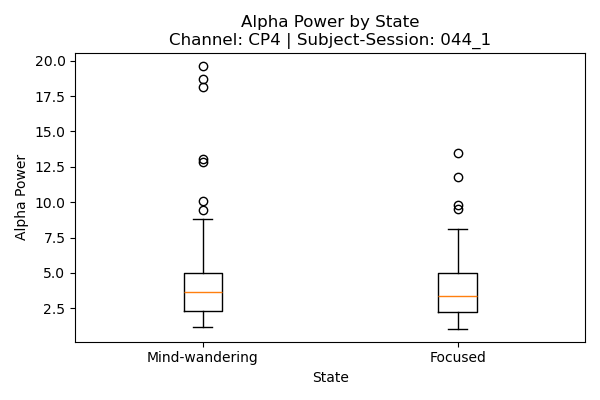 Alpha Power by State
Channel: CP4 | Subject-Session: 044_1
20.0
17.5
15.0
12.5
10.0
7.5
5.0
2.5
Alpha Power
Mind-wandering
Focused
State